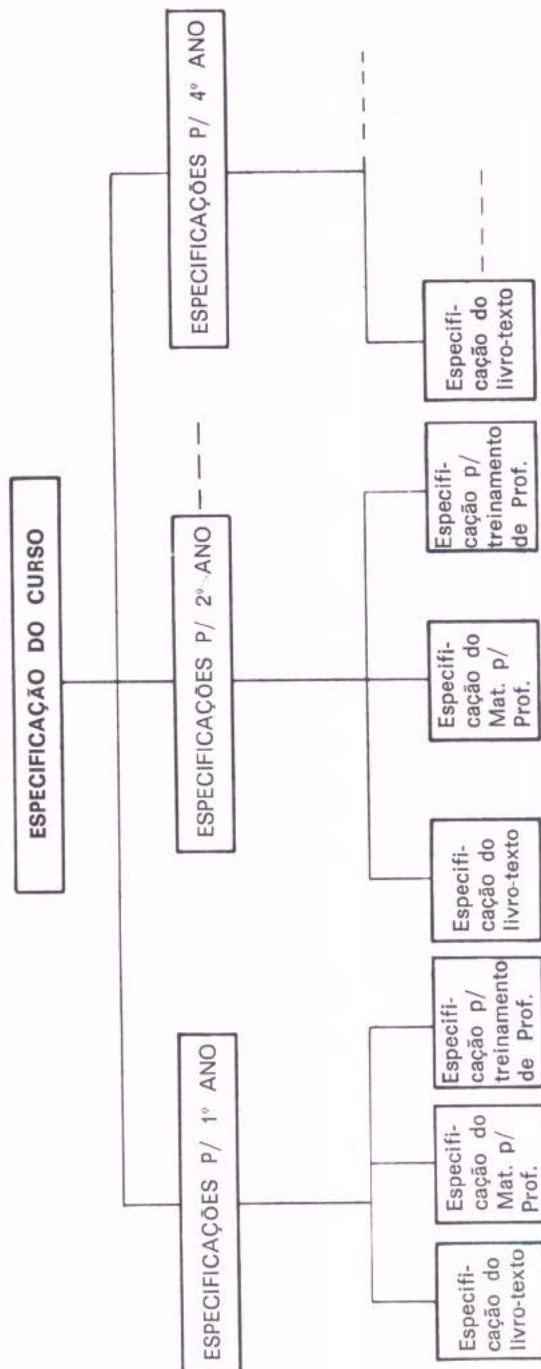 ESPECIFICAÇÃO DO CURSO
ESPECIFICAÇÕES P/ 1º ANO
ESPECIFICAÇÕES P/ 2º ANO
ESPECIFICAÇÕES P/ 4º ANO
Especifi-
cação do
livro-texto
Especifi-
cação do
Mat. p/
Prof.
Especifi-
cação p/
treinamento
de Prof.
Especifi-
cação do
livro-texto
Especifi-
cação do
Mat. p/
Prof.
Especifi-
cação p/
treinamento
de Prof.
Especifi-
cação do
livro-texto